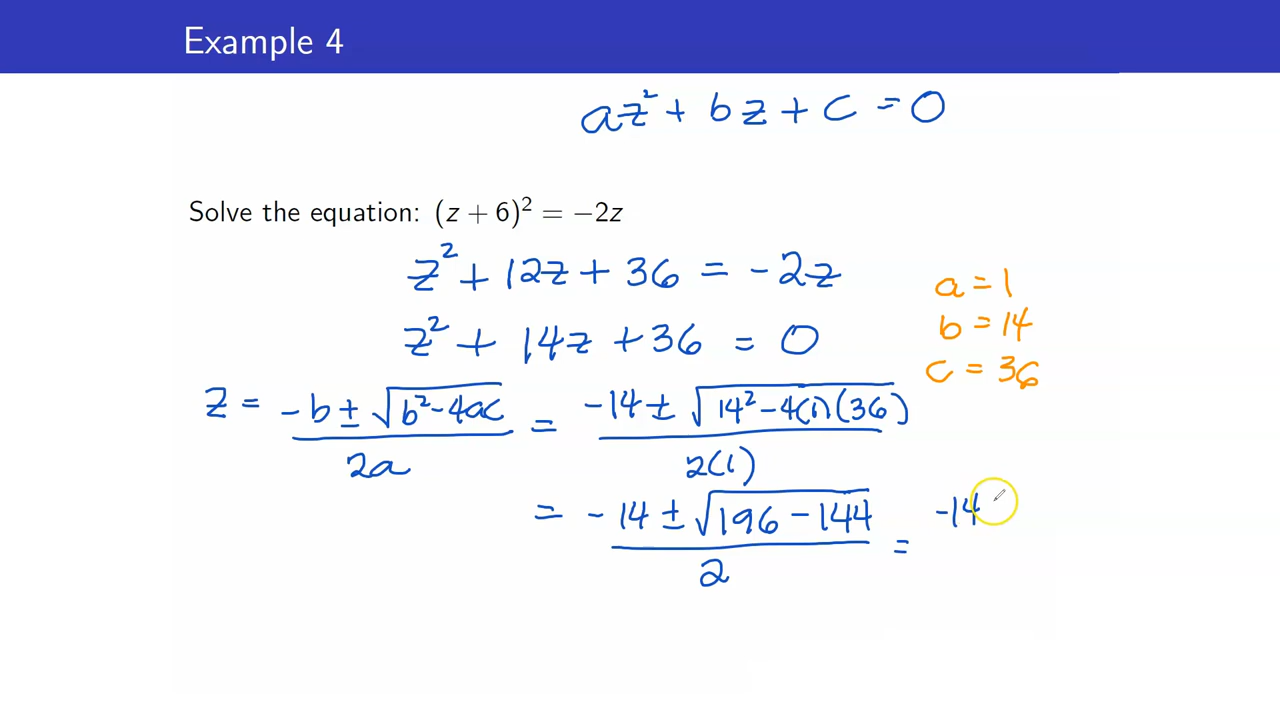 Example 4
az² + bz + c = 0
Solve the equation: (z + 6)² = −2z
z² + 12z + 36 = -2z
a = 1
z² + 14z + 36 = 0
b = 14
c = 36
z = -b ± √(b² - 4ac) / 2a = -14 ± √(14² - 4(1)(36)) / 2(1)
= -14 ± √(196 - 144) / 2 = -14